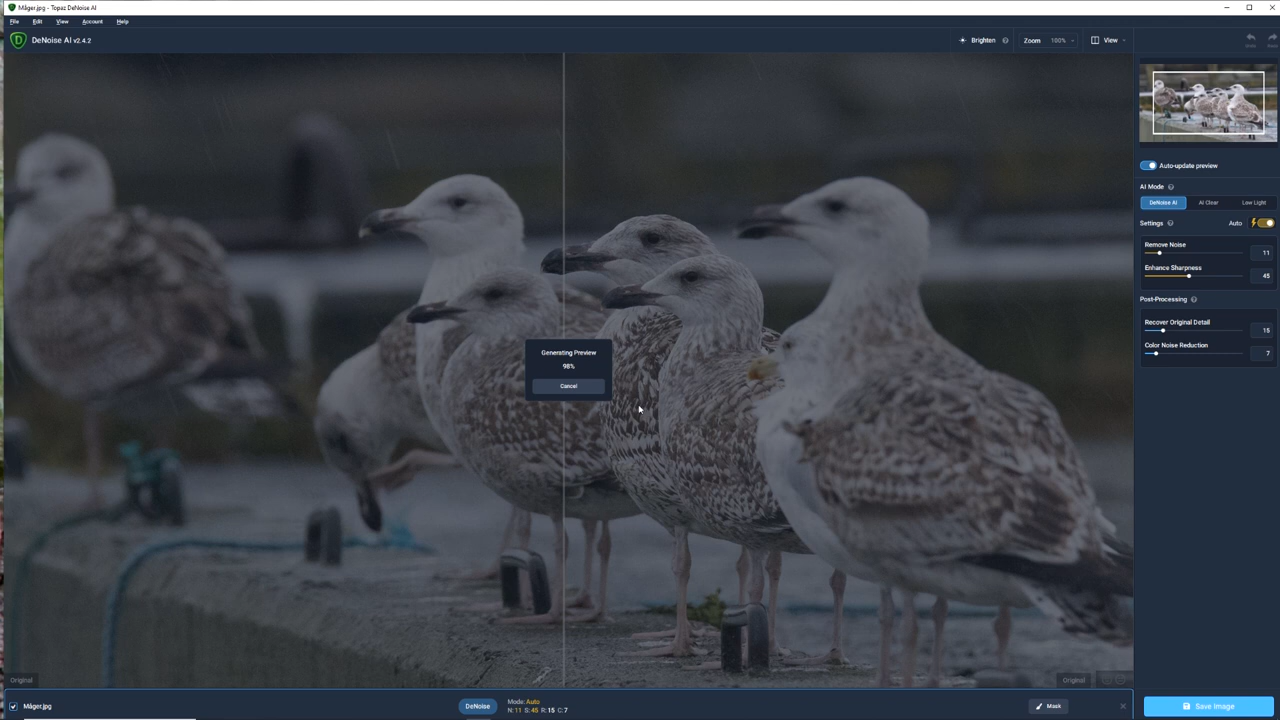 Måger.jpg - Topaz DeNoise AI
File Edit View Account Help
DeNoise AI v2.4.2
Brighten
Zoom 100%
View
Auto-update preview
AI Mode
DeNoise AI AI Clear Low Light
Settings Auto
Remove Noise 11
Enhance Sharpness 45
Post-Processing
Recover Original Detail 15
Color Noise Reduction 7
Generating Preview
98%
Cancel
Original
Original
Måger.jpg
DeNoise
Mode: Auto
N:11 S:45 R:15 C:7
Mask
Save Image